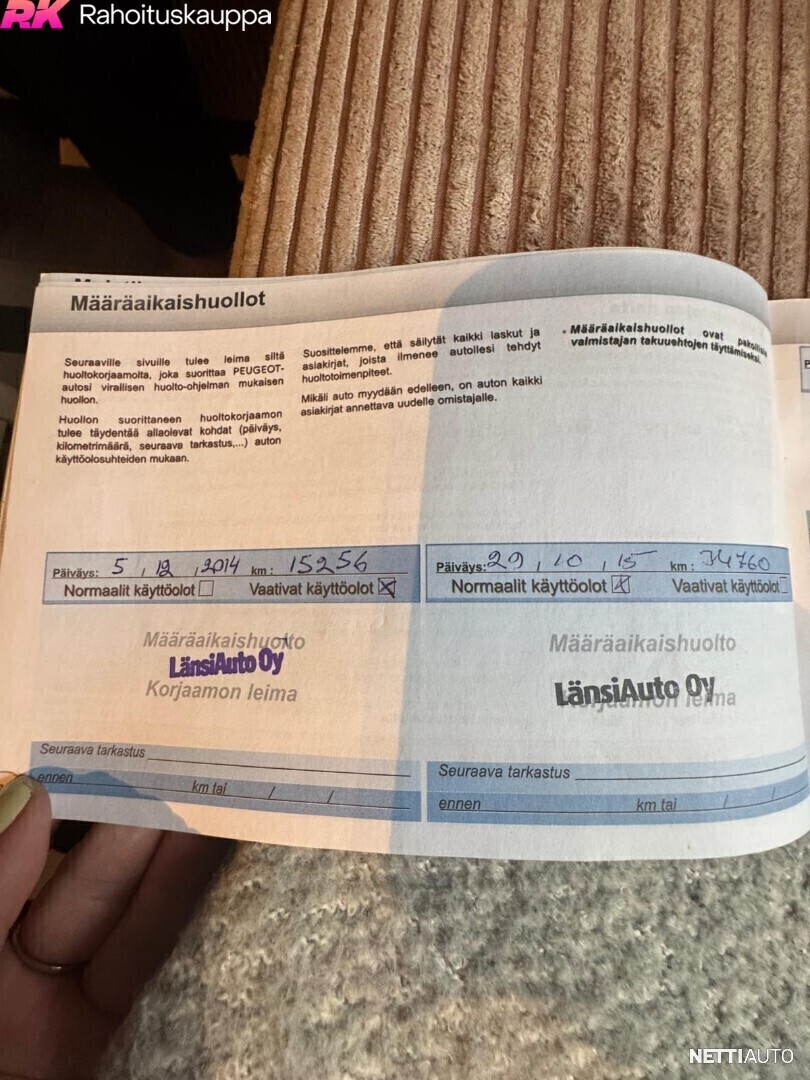 RK Rahoituskauppa
Määräaikaishuollot
Seuraaville sivuille tulee leima siltä
huoltokorjaamolta, joka suorittaa PEUGEOT-
autosi virallisen huolto-ohjelman mukaisen
huollon.
Huollon suorittaneen huoltokorjaamon
tulee täydentää allaolevat kohdat (päiväys,
kilometrimäärä, seuraava tarkastus,...) auton
käyttöolosuhteiden mukaan.
Suosittelemme, että säilytät kaikki laskut ja
asiakirjat, joista ilmenee autollesi tehdyt
huoltotoimenpiteet.
Mikäli auto myydään edelleen, on auton kaikki
asiakirjat annettava uudelle omistajalle.
• Määräaikaishuollot ovat pakollisia
valmistajan takuuehtojen täyttämiseksi.
Päiväys: 5 , 12 , 2014 km : 15256
Normaalit käyttöolot Vaativat käyttöolot X
Määräaikaishuolto
LänsiAuto Oy
Korjaamon leima
Seuraava tarkastus
ennen km tai / /
Päiväys: 29 , 10 , 15 km : 34760
Normaalit käyttöolot X Vaativat käyttöolot
Määräaikaishuolto
LänsiAuto Oy
Korjaamon leima
Seuraava tarkastus
ennen km tai / /
NETTIAUTO